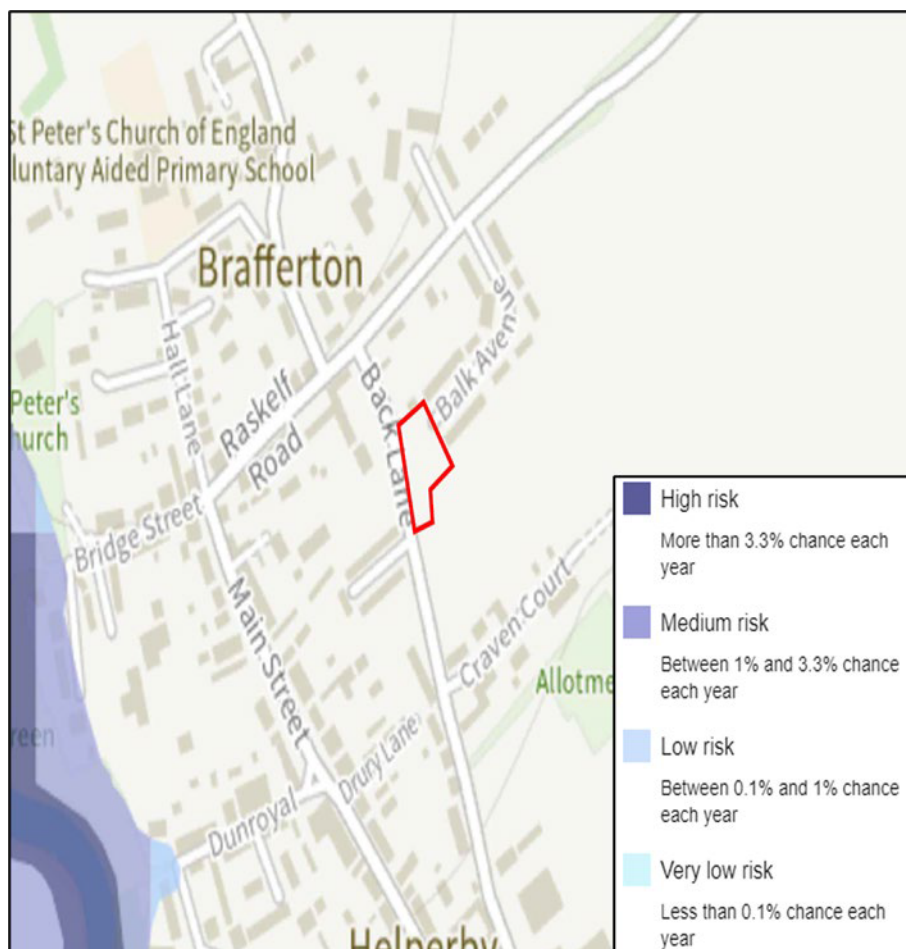 St Peter's Church of England
oluntary Aided Primary School
Brafferton
Hall Lane
Raskelf
Road
Back Lane
Balk Avenue
Peter's
hurch
Bridge Street
Main Street
Craven Court
Allotme
reen
Drury Lane
Dunroyal
Helperby
High risk
More than 3.3% chance each
year
Medium risk
Between 1% and 3.3% chance
each year
Low risk
Between 0.1% and 1% chance
each year
Very low risk
Less than 0.1% chance each
year